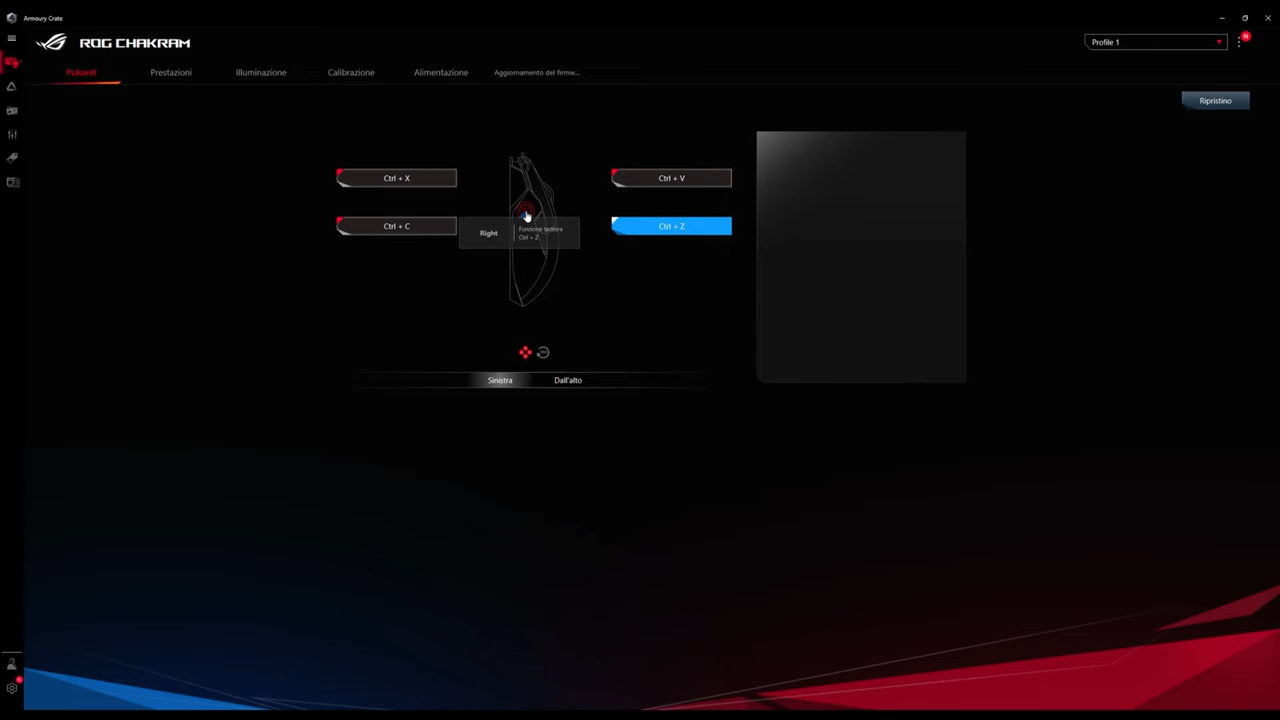 Armoury Crate
ROG CHAKRAM
Profile 1
N
Pulsanti
Prestazioni
Illuminazione
Calibrazione
Alimentazione
Aggiornamento del firmw...
Ripristino
Ctrl + X
Ctrl + V
Ctrl + C
Ctrl + Z
Right
Funzione tastiera
Ctrl + Z
Sinistra
Dall'alto